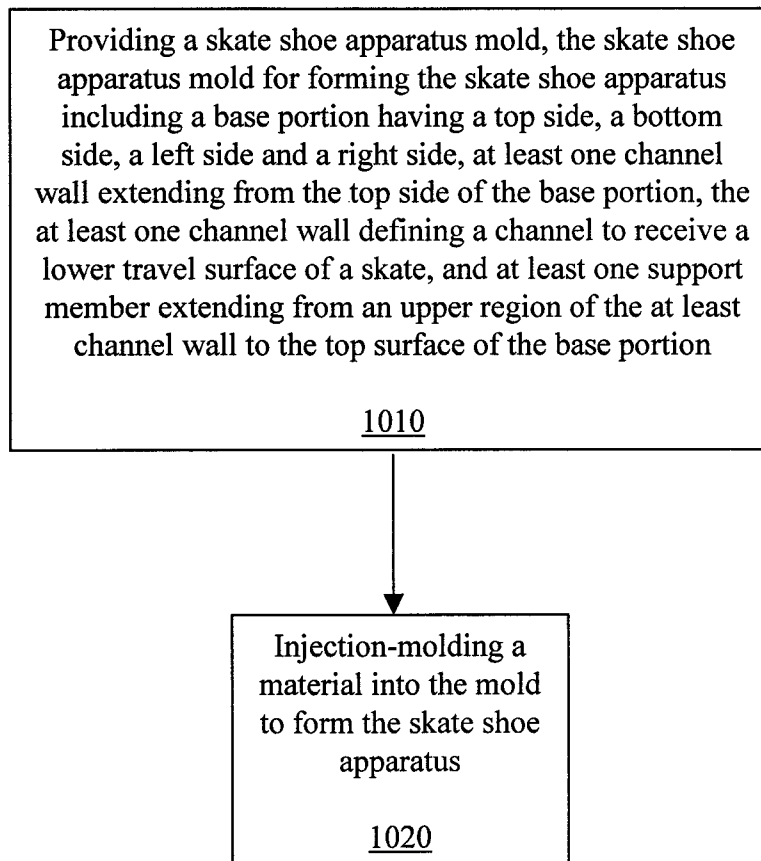 Providing a skate shoe apparatus mold, the skate shoe
apparatus mold for forming the skate shoe apparatus
including a base portion having a top side, a bottom
side, a left side and a right side, at least one channel
wall extending from the top side of the base portion, the
at least one channel wall defining a channel to receive a
lower travel surface of a skate, and at least one support
member extending from an upper region of the at least
channel wall to the top surface of the base portion
1010
Injection-molding a
material into the mold
to form the skate shoe
apparatus
1020